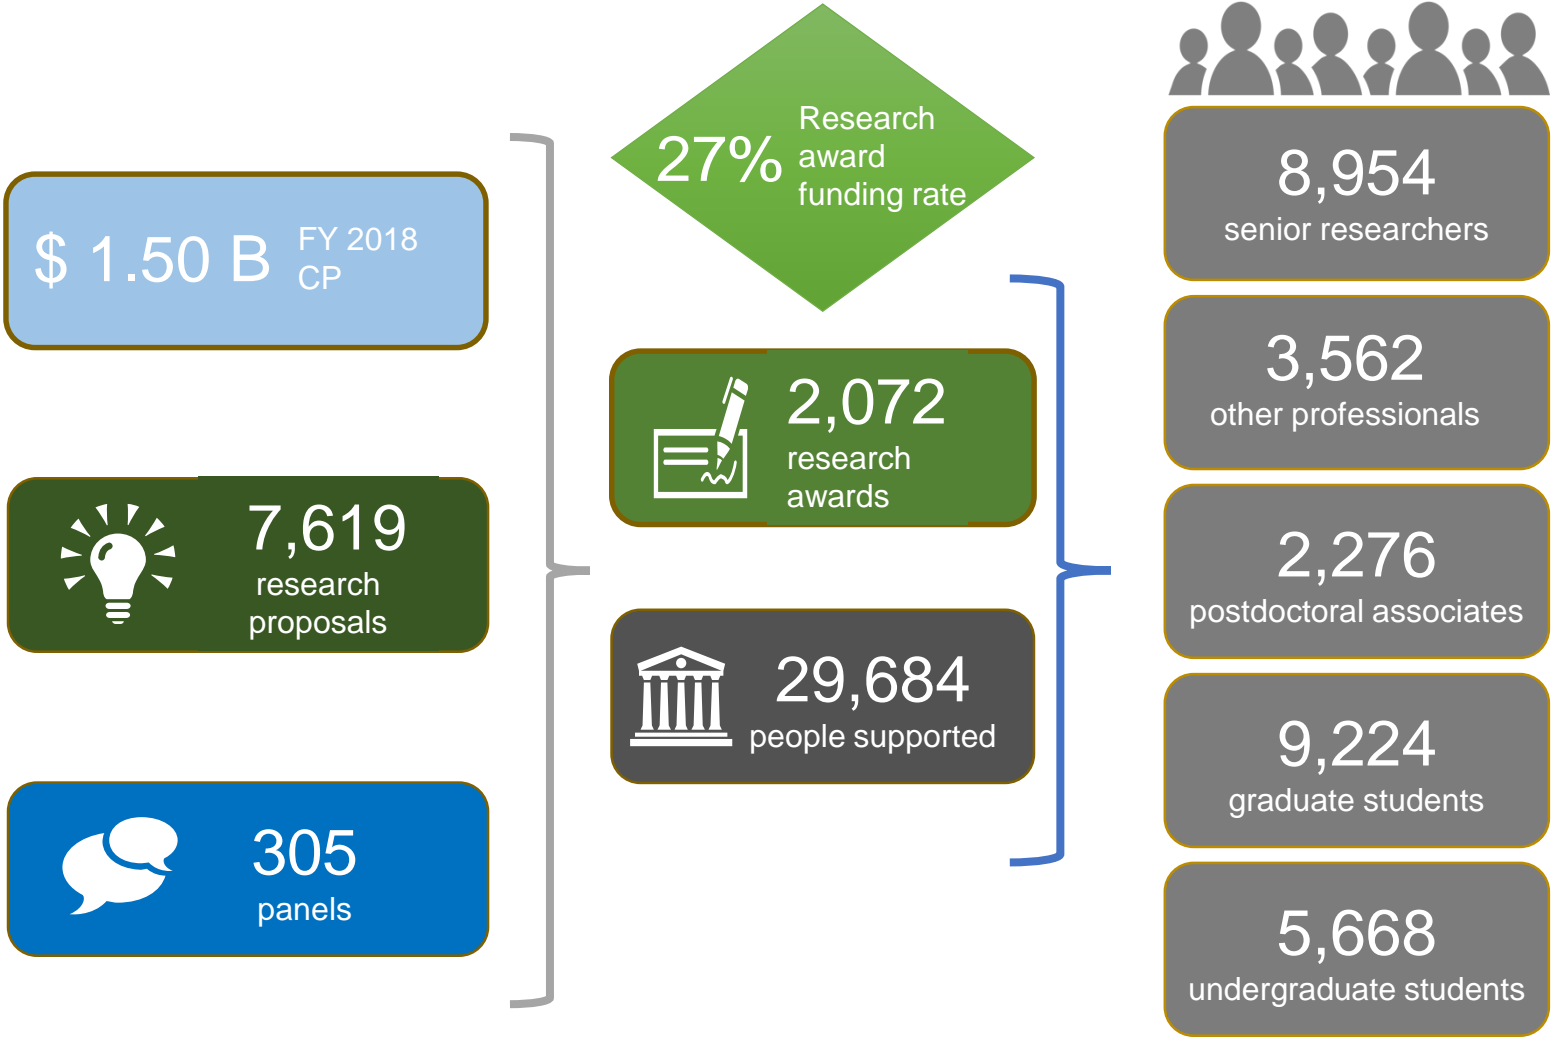 $ 1.50 B
FY 2018
CP
7,619
research
proposals
305
panels
27%
Research
award
funding rate
2,072
research
awards
29,684
people supported
8,954
senior researchers
3,562
other professionals
2,276
postdoctoral associates
9,224
graduate students
5,668
undergraduate students